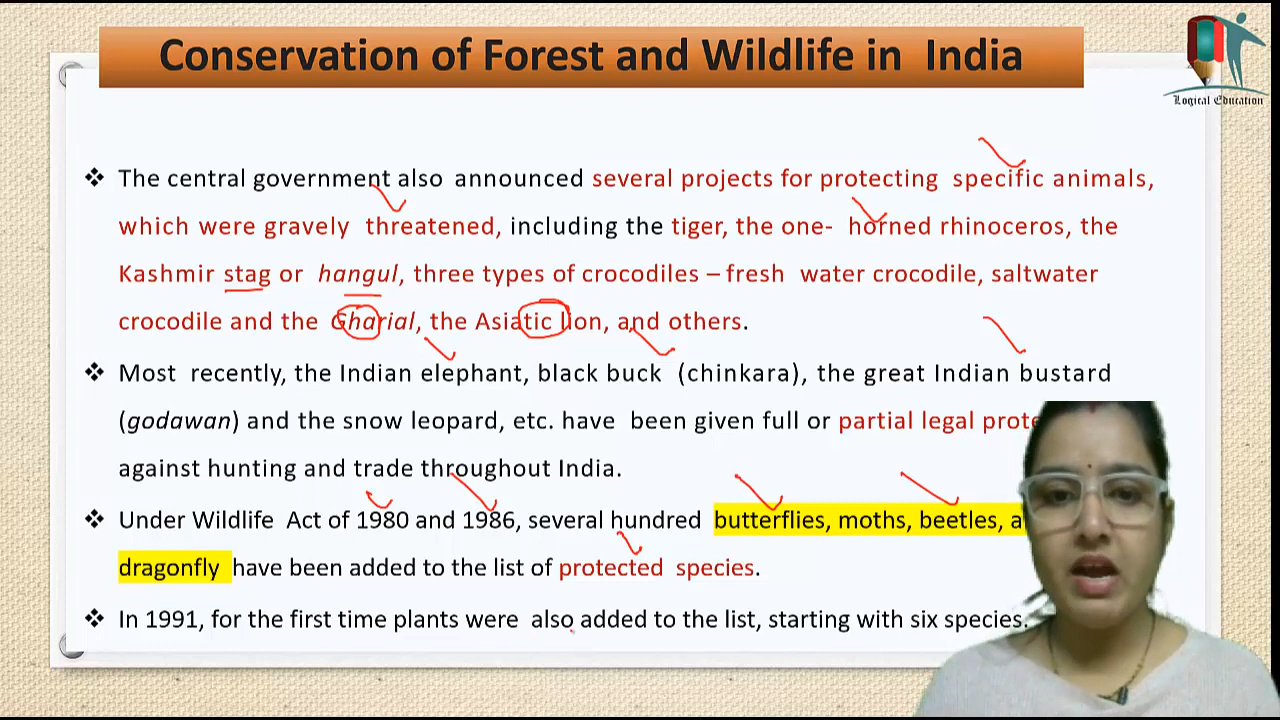 Conservation of Forest and Wildlife in India
Logical Education
❖ The central government also announced several projects for protecting specific animals,
which were gravely threatened, including the tiger, the one- horned rhinoceros, the
Kashmir stag or hangul, three types of crocodiles – fresh water crocodile, saltwater
crocodile and the Gharial, the Asiatic lion, and others.
❖ Most recently, the Indian elephant, black buck (chinkara), the great Indian bustard
(godawan) and the snow leopard, etc. have been given full or partial legal
against hunting and trade throughout India.
❖ Under Wildlife Act of 1980 and 1986, several hundred butterflies, moths, beetles,
dragonfly have been added to the list of protected species.
❖ In 1991, for the first time plants were also added to the list, starting with six species.